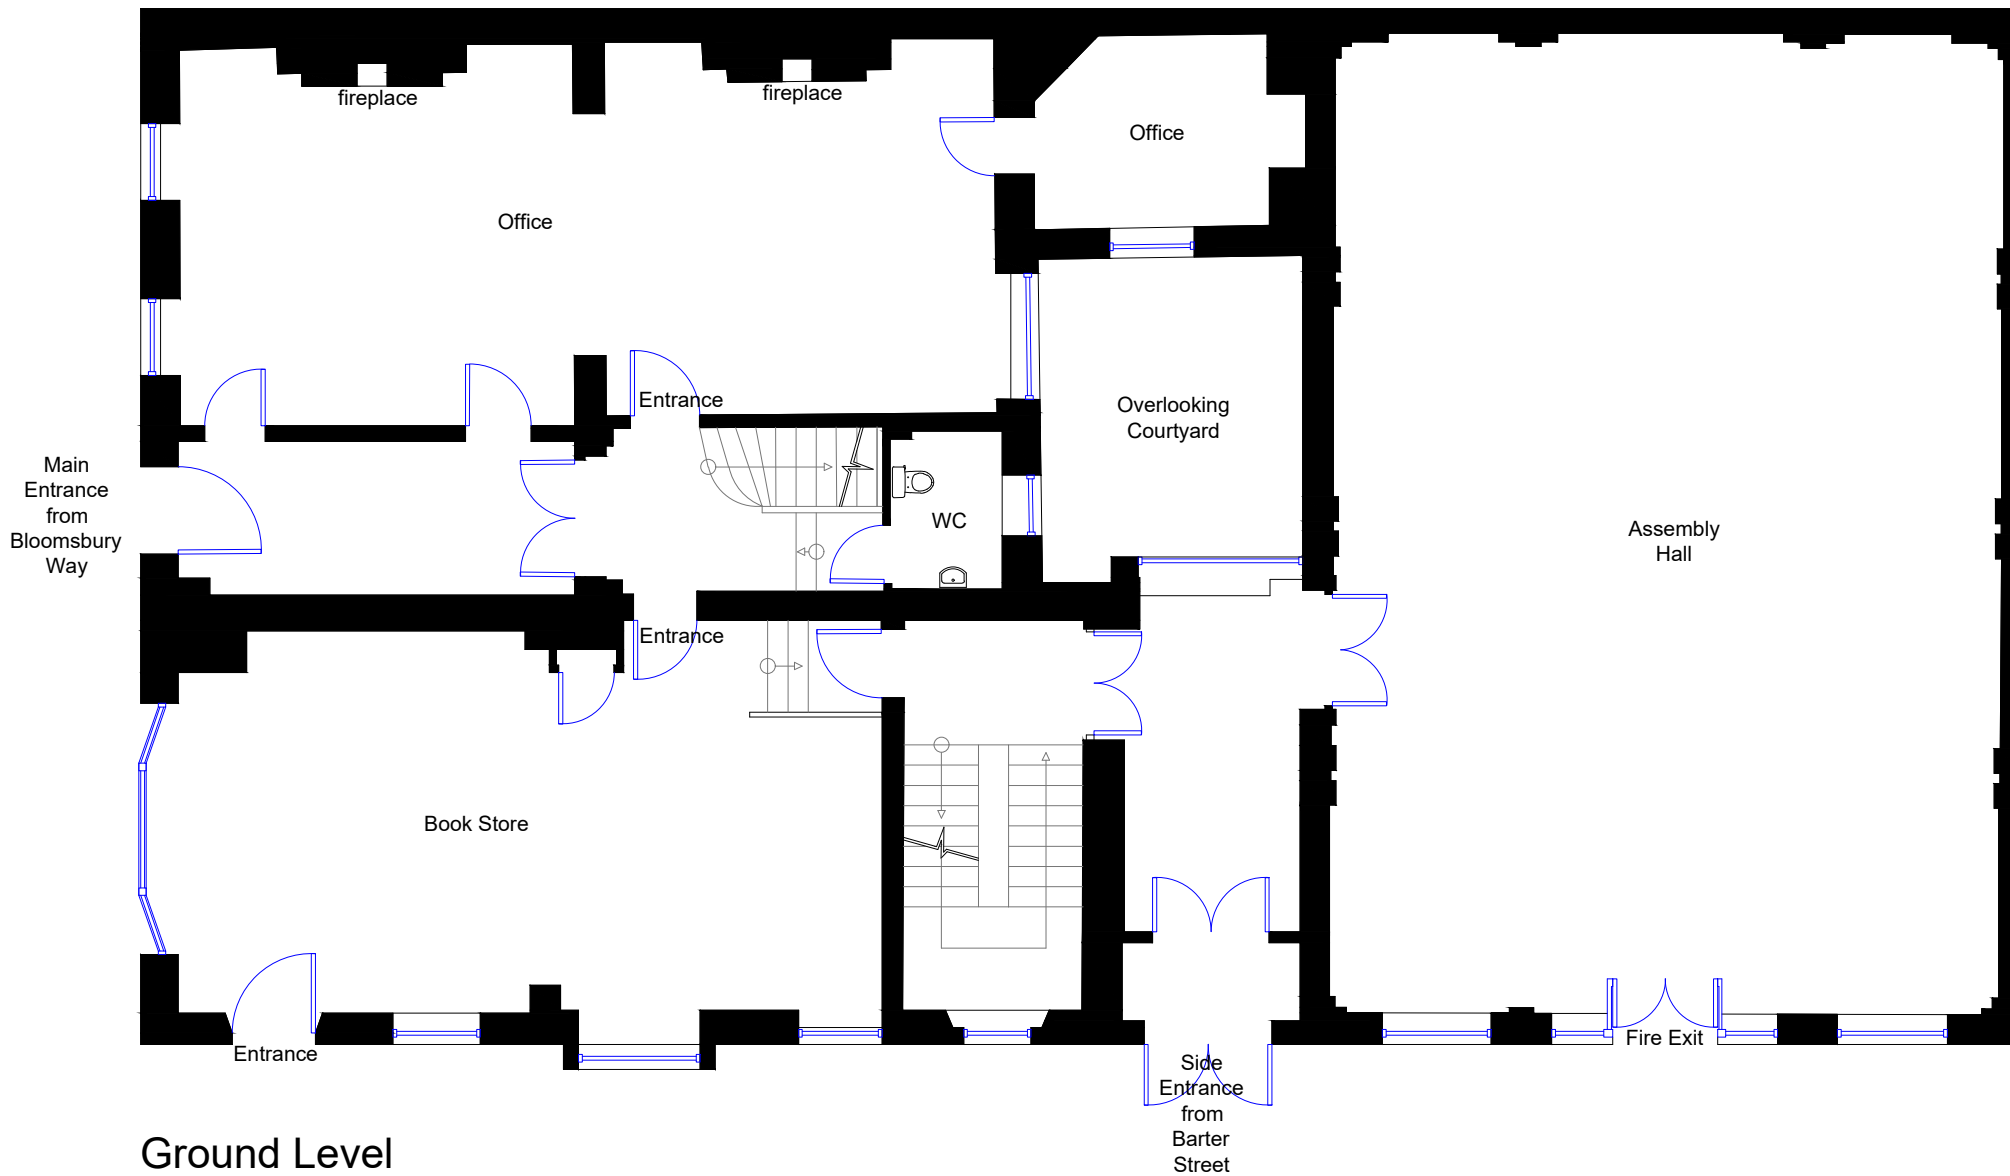 fireplace
fireplace
Office
Office
Entrance
Overlooking
Courtyard
Main
Entrance
from
Bloomsbury
Way
WC
Assembly
Hall
Entrance
Book Store
Entrance
Fire Exit
Side
Entrance
from
Barter
Street
Ground Level